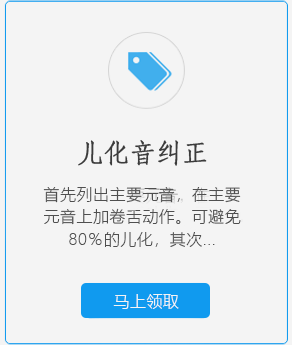 儿化音纠正
首先列出主要元音，在主要
元音上加卷舌动作。可避免
80%的儿化，其次...
马上领取